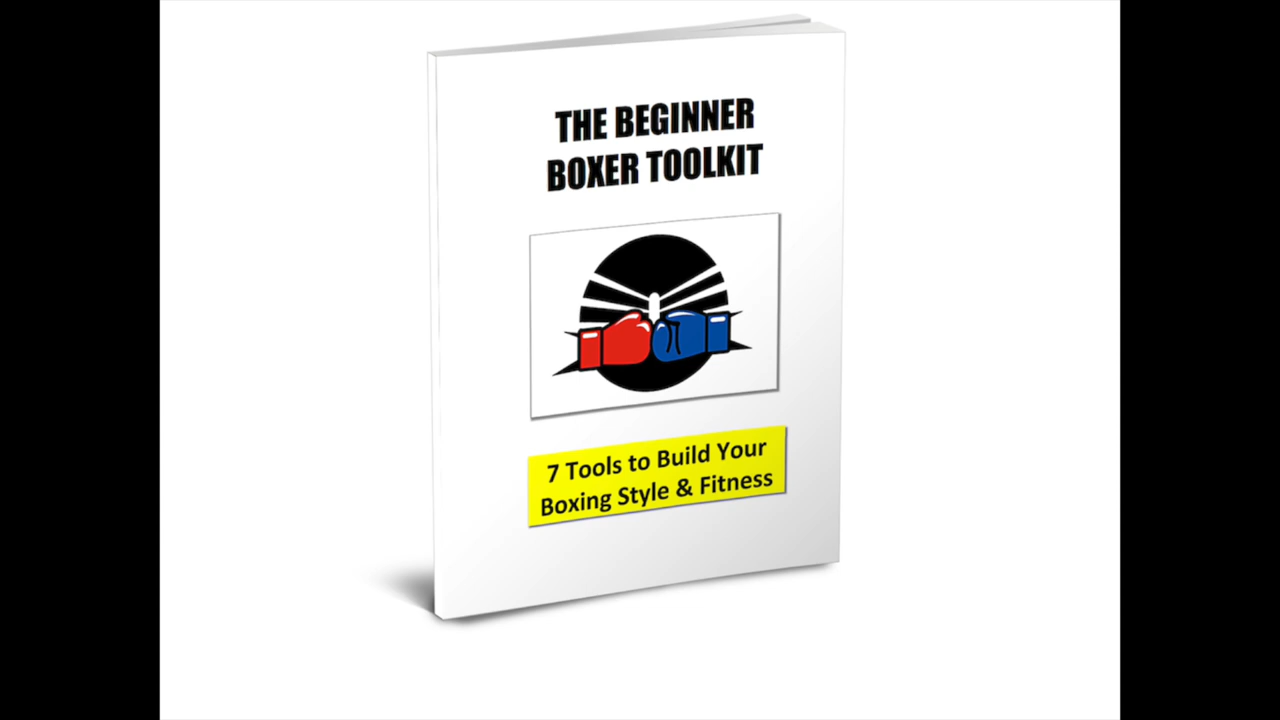 THE BEGINNER
BOXER TOOLKIT
7 Tools to Build Your
Boxing Style & Fitness